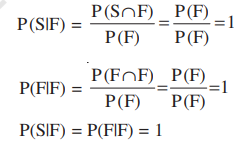 P(S|F) = P(S∩F)/P(F) = P(F)/P(F) = 1
P(F|F) = P(F∩F)/P(F) = P(F)/P(F) = 1
P(S|F) = P(F|F) = 1